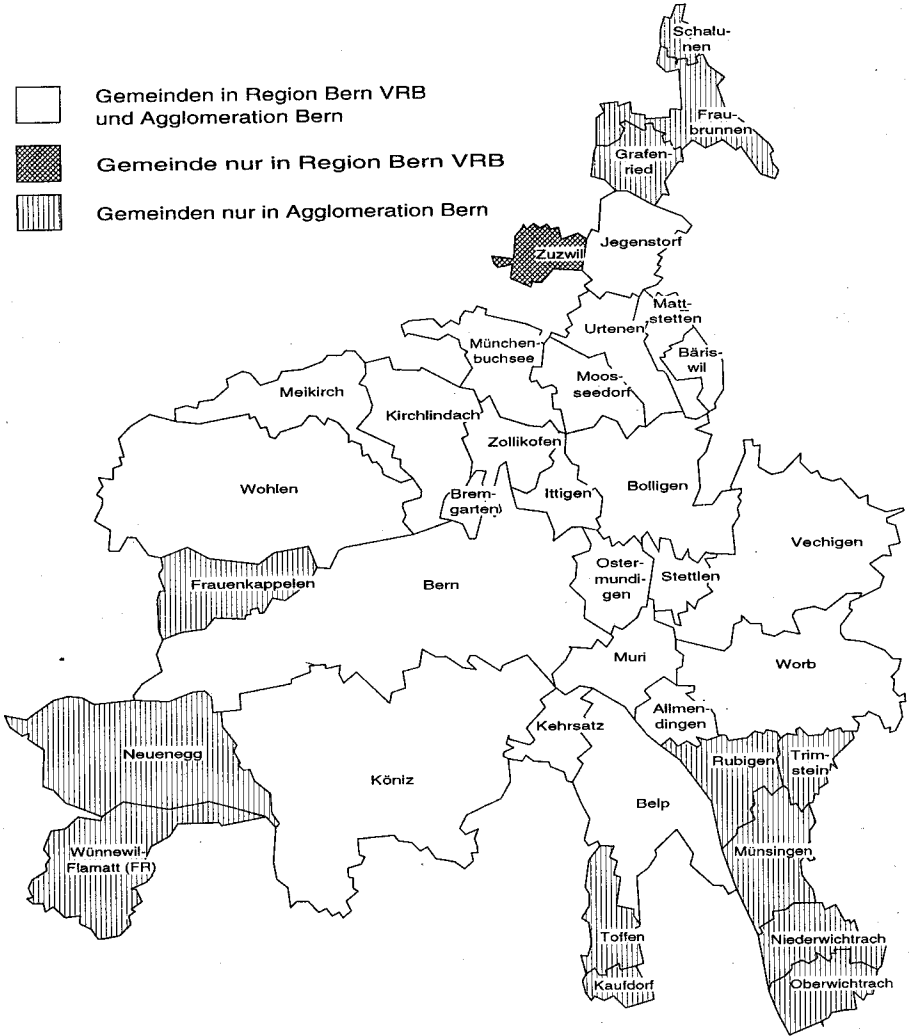 Schalu-
nen
Gemeinden in Region Bern VRB
und Agglomeration Bern
Frau-
brunnen
Gemeinde nur in Region Bern VRB
Grafen-
ried
Gemeinden nur in Agglomeration Bern
Jegenstorf
Zuzwil
Matt-
stetten
Urtenen
München-
buchsee
Bäris-
wil
Moos-
seedorf
Meikirch
Kirchlindach
Zollikofen
Wohlen
Brem-
garten
Ittigen
Bolligen
Vechigen
Frauenkappelen
Bern
Oster-
mundi-
gen
Stettlen
Muri
Worb
Allmen-
dingen
Kehrsatz
Neuenegg
Rubigen
Trim-
stein
Köniz
Belp
Wünnewil-
Flamatt (FR)
Münsingen
Toffen
Niederwichtrach
Kaufdorf
Oberwichtrach